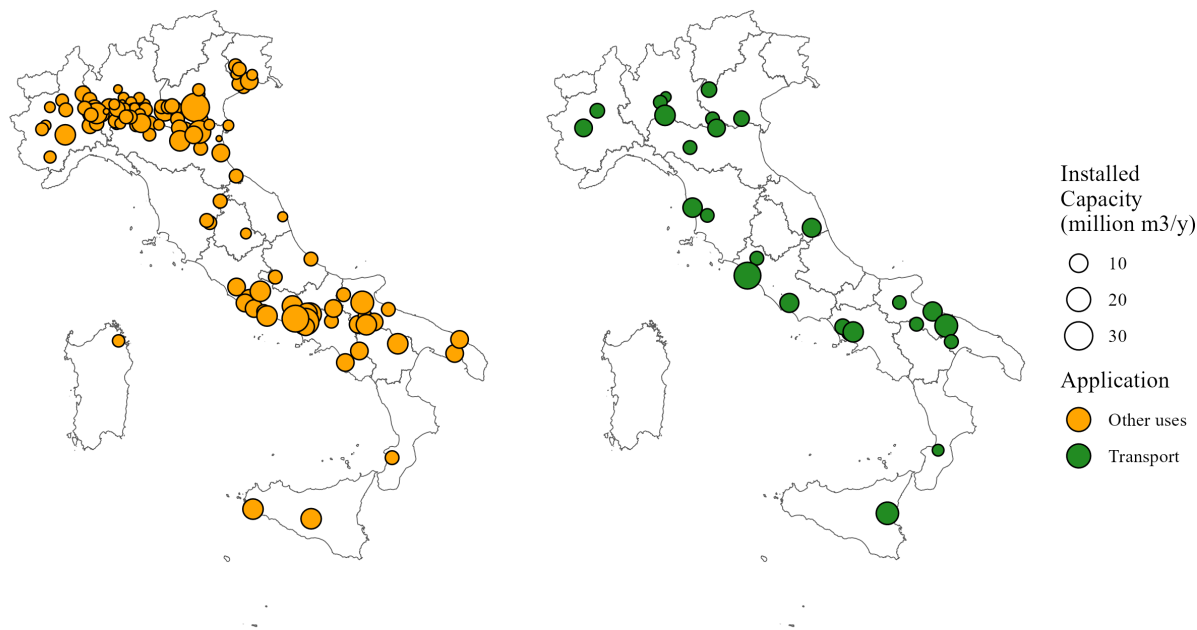 Installed
Capacity
(million m3/y)
10
20
30
Application
Other uses
Transport